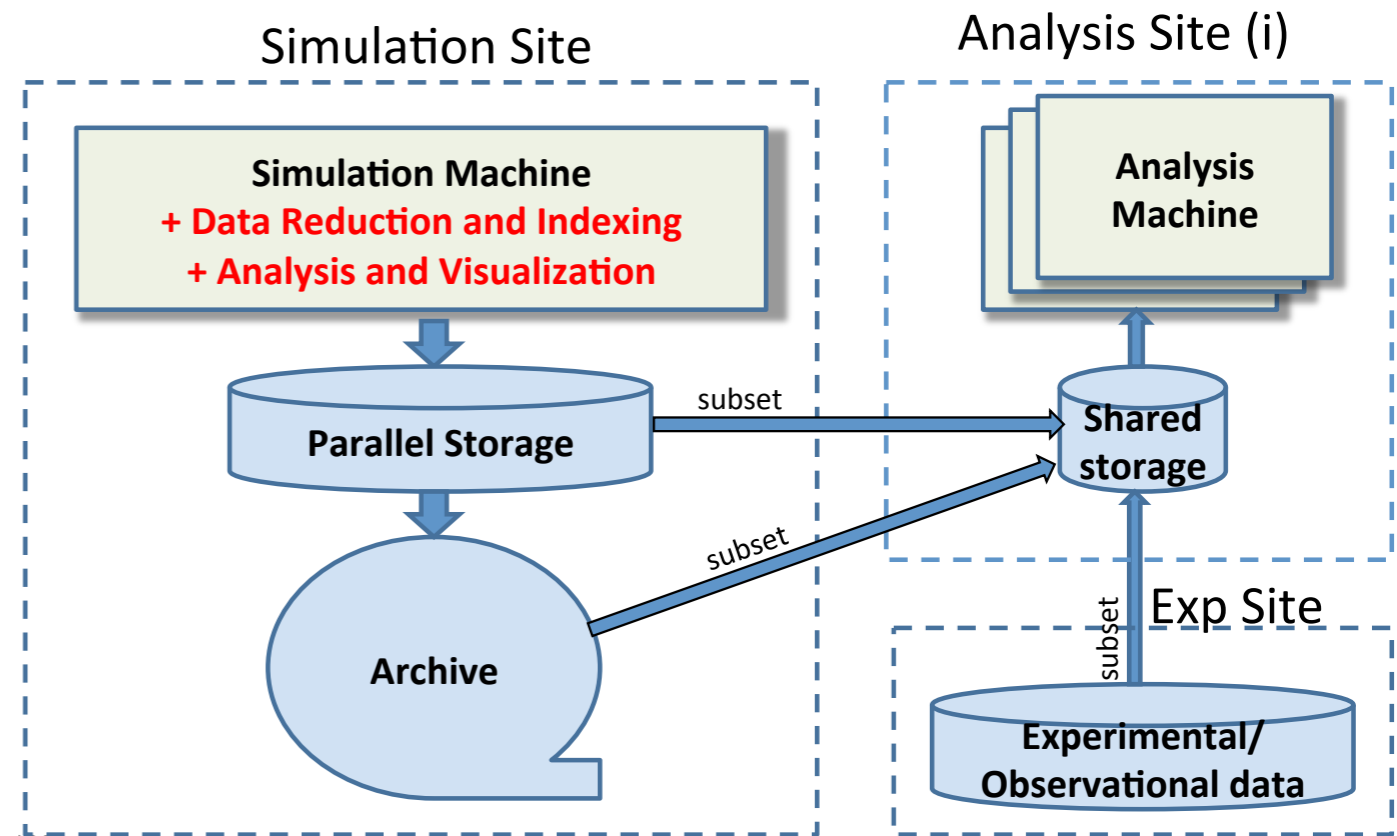 Simulation Site
Simulation Machine
+ Data Reduction and Indexing
+ Analysis and Visualization
Parallel Storage
Archive
subset
subset
Analysis Site (i)
Analysis
Machine
Shared
storage
subset
Exp Site
Experimental/
Observational data